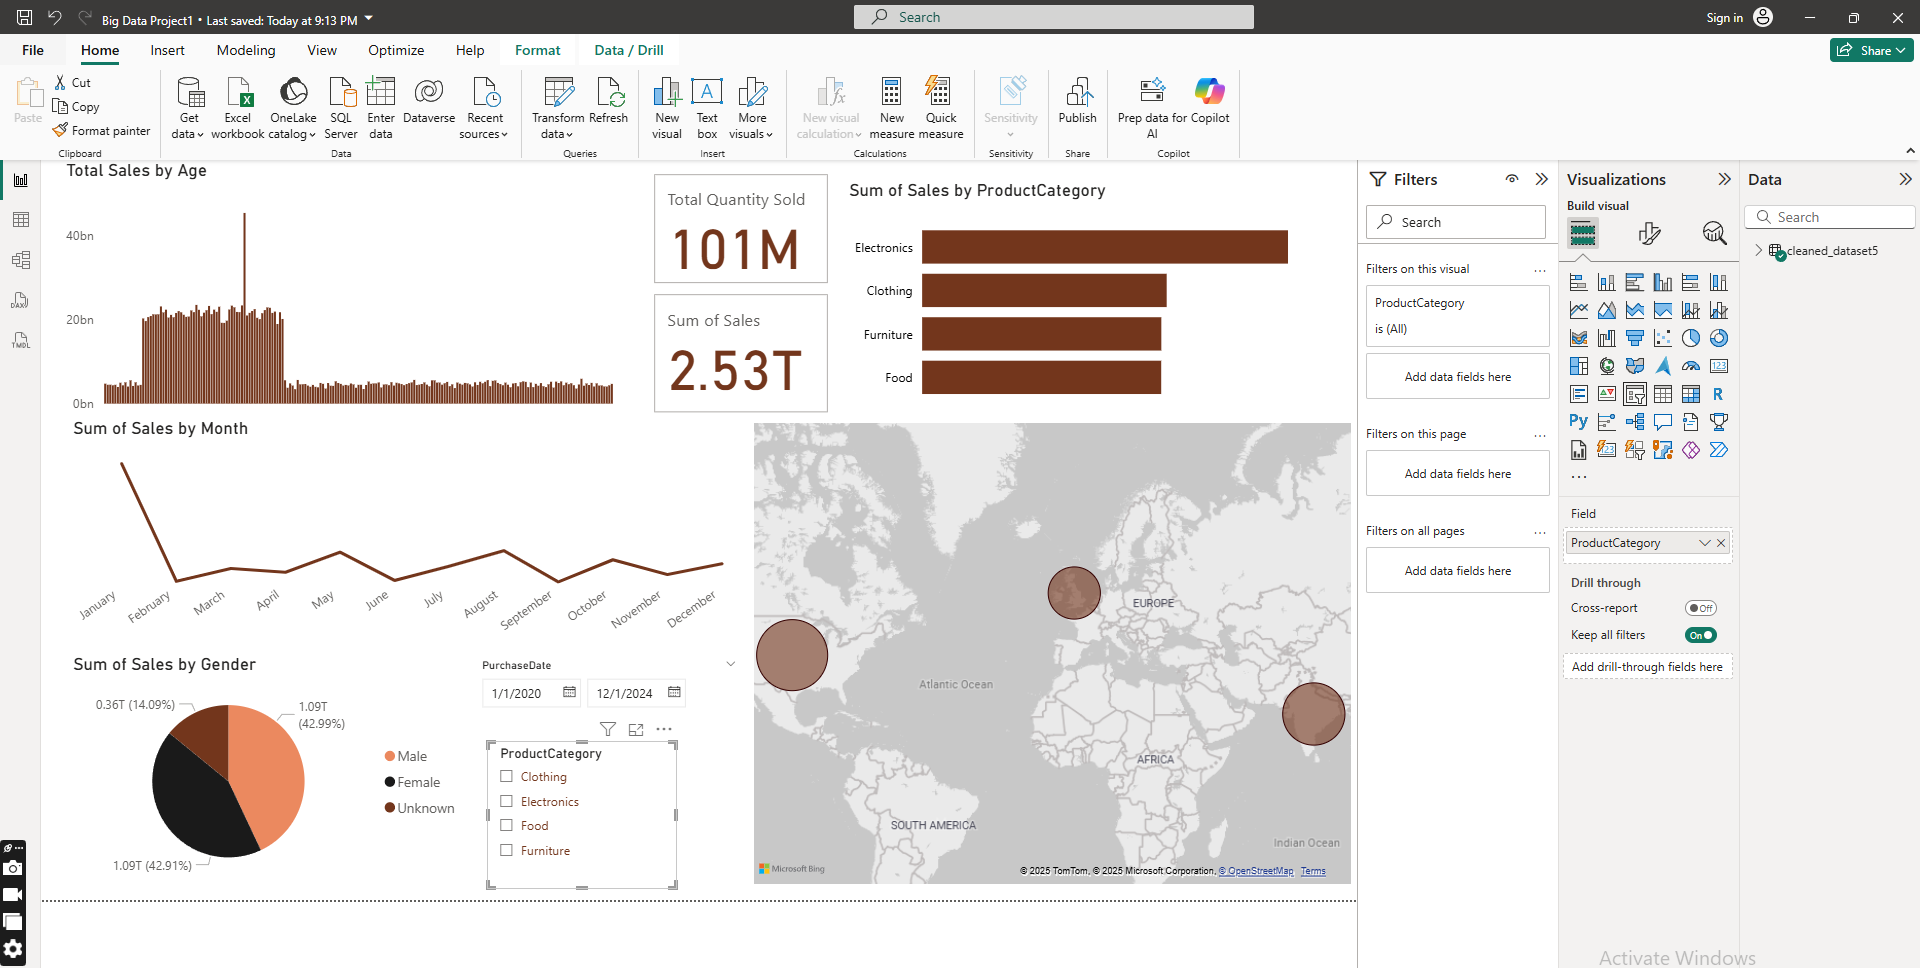 Big Data Project1 • Last saved: Today at 9:13 PM
Search
Sign in
File Home Insert Modeling View Optimize Help Format Data / Drill
Share
Paste
Cut
Copy
Format painter
Clipboard
Get data
Excel workbook
OneLake catalog
SQL Server
Enter data
Dataverse
Recent sources
Data
Transform data
Refresh
Queries
New visual
Text box
More visuals
Insert
New visual calculation
New measure
Quick measure
Calculations
Sensitivity
Sensitivity
Publish
Share
Prep data for AI
Copilot
Copilot
DAX
TMDL
Total Sales by Age
40bn
20bn
0bn
Total Quantity Sold
101M
Sum of Sales
2.53T
Sum of Sales by ProductCategory
Electronics
Clothing
Furniture
Food
Sum of Sales by Month
January
February
March
April
May
June
July
August
September
October
November
December
Sum of Sales by Gender
0.36T (14.09%)
1.09T
(42.99%)
1.09T (42.91%)
Male
Female
Unknown
PurchaseDate
1/1/2020
12/1/2024
ProductCategory
Clothing
Electronics
Food
Furniture
EUROPE
Atlantic Ocean
AFRICA
SOUTH AMERICA
Indian Ocean
Microsoft Bing
© 2025 TomTom, © 2025 Microsoft Corporation, © OpenStreetMap Terms
Filters
Search
Filters on this visual
ProductCategory
is (All)
Add data fields here
Filters on this page
Add data fields here
Filters on all pages
Add data fields here
Visualizations
Build visual
123
R
Py
123
Field
ProductCategory
Drill through
Cross-report
Off
Keep all filters
On
Add drill-through fields here
Data
Search
cleaned_dataset5
Activate Windows